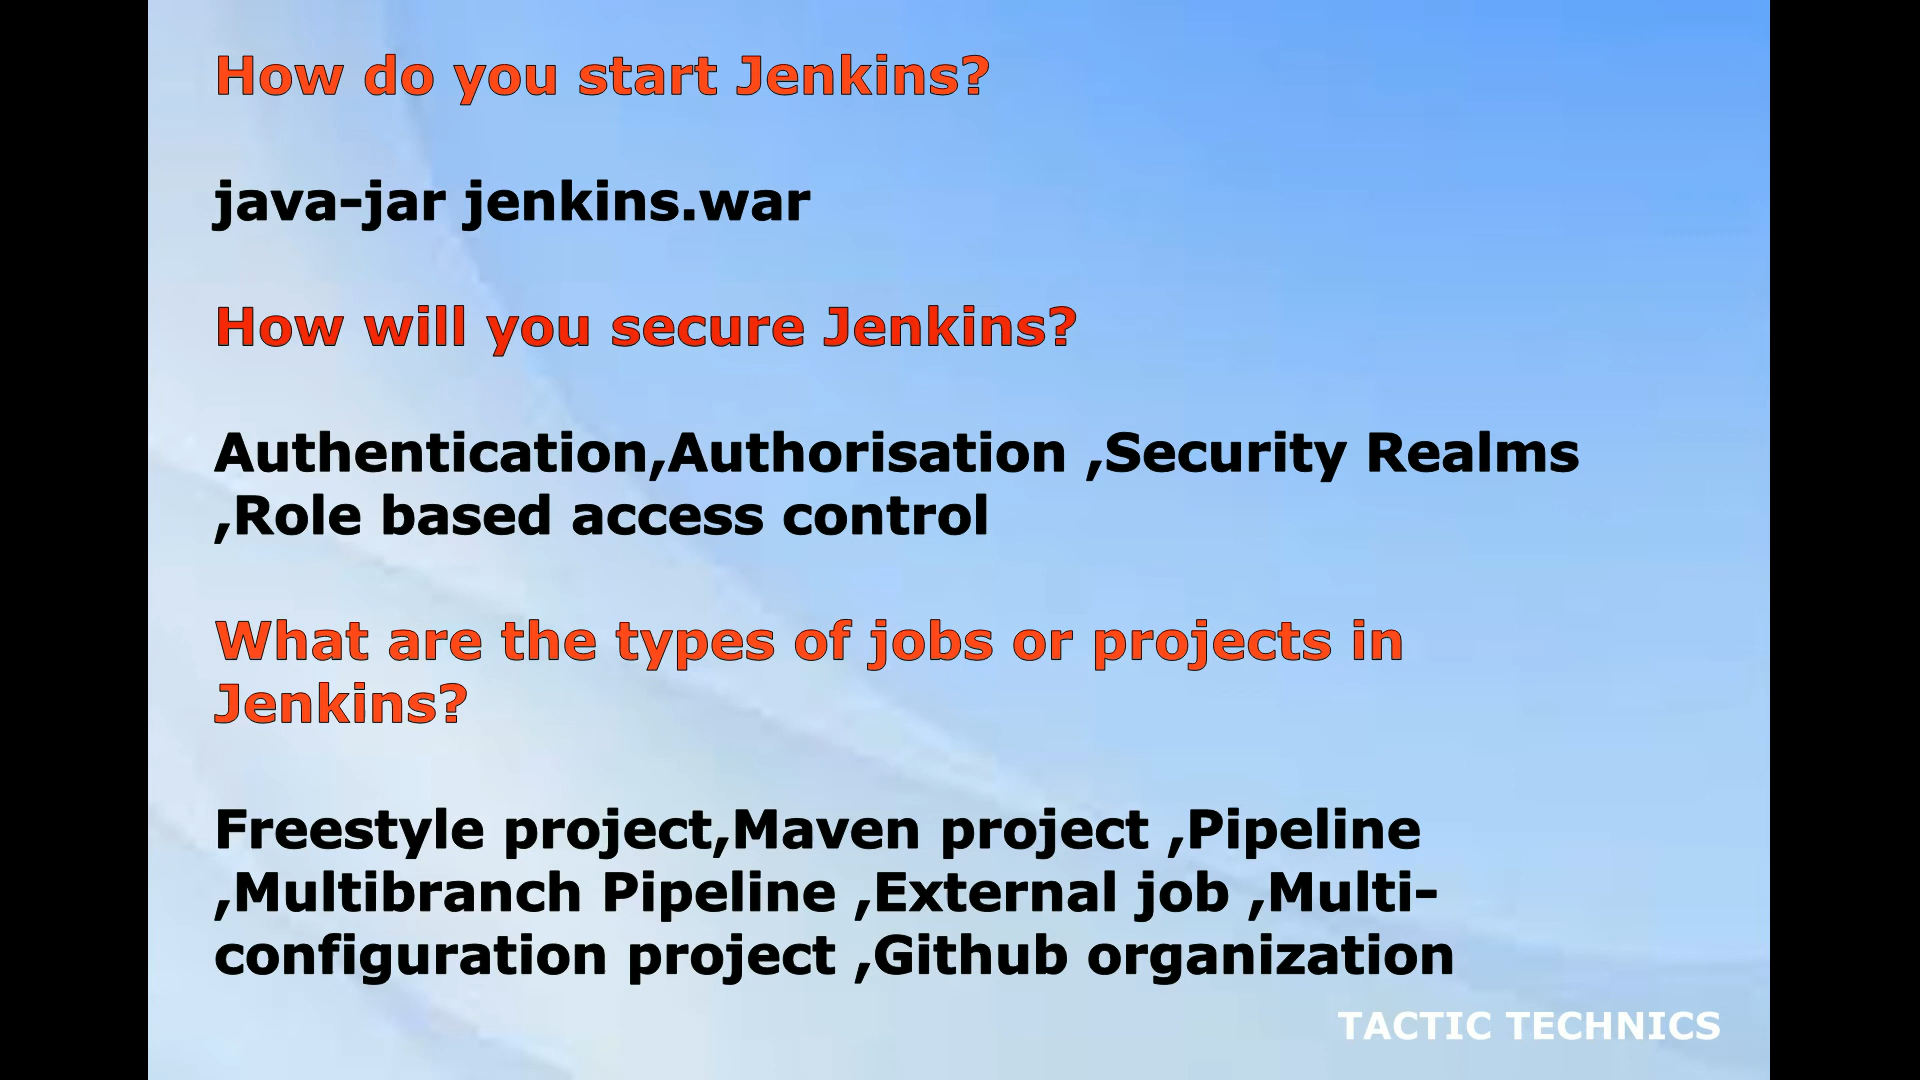 How do you start Jenkins?
java-jar jenkins.war
How will you secure Jenkins?
Authentication,Authorisation ,Security Realms
,Role based access control
What are the types of jobs or projects in
Jenkins?
Freestyle project,Maven project ,Pipeline
,Multibranch Pipeline ,External job ,Multi-
configuration project ,Github organization
TACTIC TECHNICS